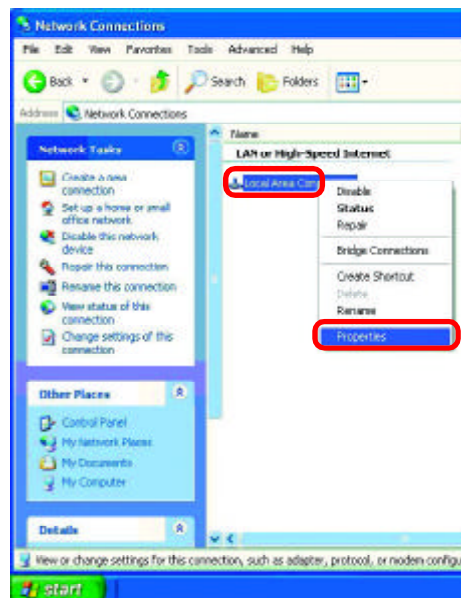 Network Connections
File Edit View Favorites Tools Advanced Help
Back Search Folders
Address Network Connections
Name
LAN or High-Speed Internet
Local Area Con
Disable
Status
Repair
Bridge Connections
Create Shortcut
Delete
Rename
Properties
Network Tasks
Create a new
connection
Set up a home or small
office network
Disable this network
device
Repair this connection
Rename this connection
View status of this
connection
Change settings of this
connection
Other Places
Control Panel
My Network Places
My Documents
My Computer
Details
View or change settings for this connection, such as adapter, protocol, or modem configu
start